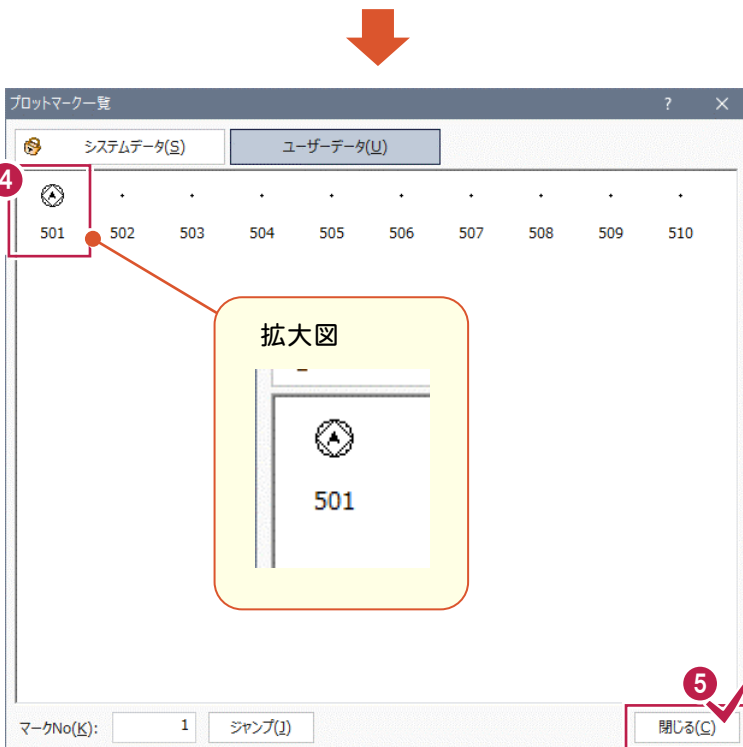 プロットマーク一覧 ? ×
システムデータ(S) ユーザーデータ(U)
4
501 502 503 504 505 506 507 508 509 510
拡大図
501
5
マークNo(K): 1 ジャンプ(J) 閉じる(C)